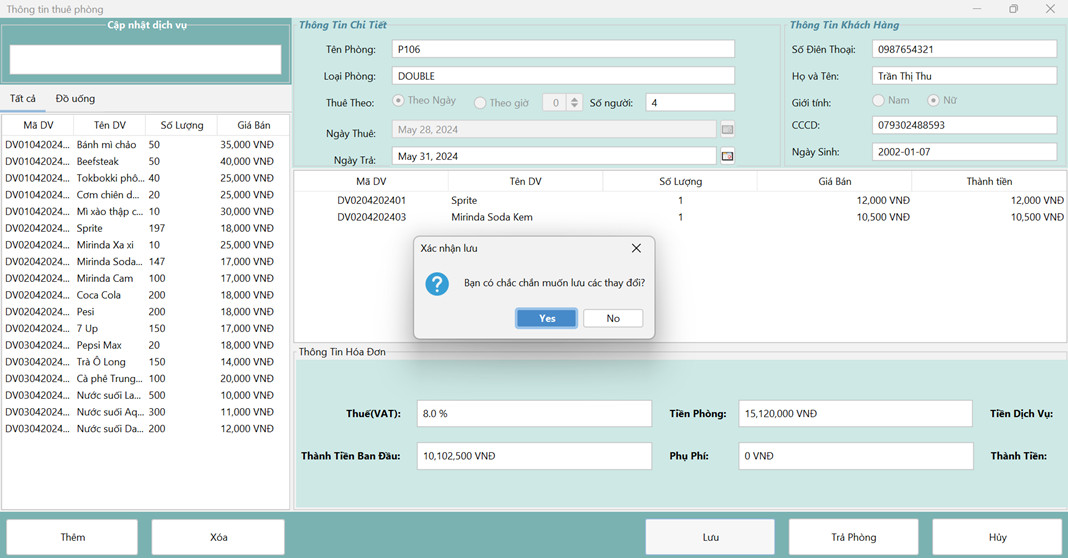 Thông tin thuê phòng
Cập nhật dịch vụ
Tất cả Đồ uống
Mã DV Tên DV Số Lượng Giá Bán
DV01042024... Bánh mì chảo 50 35,000 VNĐ
DV01042024... Beefsteak 50 40,000 VNĐ
DV01042024... Tokbokki phô... 40 25,000 VNĐ
DV01042024... Cơm chiên d... 20 25,000 VNĐ
DV01042024... Mì xào thập c... 10 30,000 VNĐ
DV02042024... Sprite 197 18,000 VNĐ
DV02042024... Mirinda Xa xi 10 25,000 VNĐ
DV02042024... Mirinda Soda... 147 17,000 VNĐ
DV02042024... Mirinda Cam 100 17,000 VNĐ
DV02042024... Coca Cola 200 18,000 VNĐ
DV02042024... Pesi 200 18,000 VNĐ
DV02042024... 7 Up 150 17,000 VNĐ
DV03042024... Pepsi Max 20 18,000 VNĐ
DV03042024... Trà Ô Long 150 14,000 VNĐ
DV03042024... Cà phê Trung... 100 20,000 VNĐ
DV03042024... Nước suối La... 500 10,000 VNĐ
DV03042024... Nước suối Aq... 300 11,000 VNĐ
DV03042024... Nước suối Da... 200 12,000 VNĐ
Thêm Xóa
Thông Tin Chi Tiết
Tên Phòng: P106
Loại Phòng: DOUBLE
Thuê Theo: Theo Ngày Theo giờ 0 Số người: 4
Ngày Thuê: May 28, 2024
Ngày Trả: May 31, 2024
Thông Tin Khách Hàng
Số Điên Thoại: 0987654321
Họ và Tên: Trần Thị Thu
Giới tính: Nam Nữ
CCCD: 079302488593
Ngày Sinh: 2002-01-07
Mã DV Tên DV Số Lượng Giá Bán Thành tiền
DV0204202401 Sprite 1 12,000 VNĐ 12,000 VNĐ
DV0204202403 Mirinda Soda Kem 1 10,500 VNĐ 10,500 VNĐ
Xác nhận lưu
Bạn có chắc chắn muốn lưu các thay đổi?
Yes No
Thông Tin Hóa Đơn
Thuế(VAT): 8.0 % Tiền Phòng: 15,120,000 VNĐ Tiền Dịch Vụ:
Thành Tiền Ban Đầu: 10,102,500 VNĐ Phụ Phí: 0 VNĐ Thành Tiền:
Lưu Trả Phòng Hủy